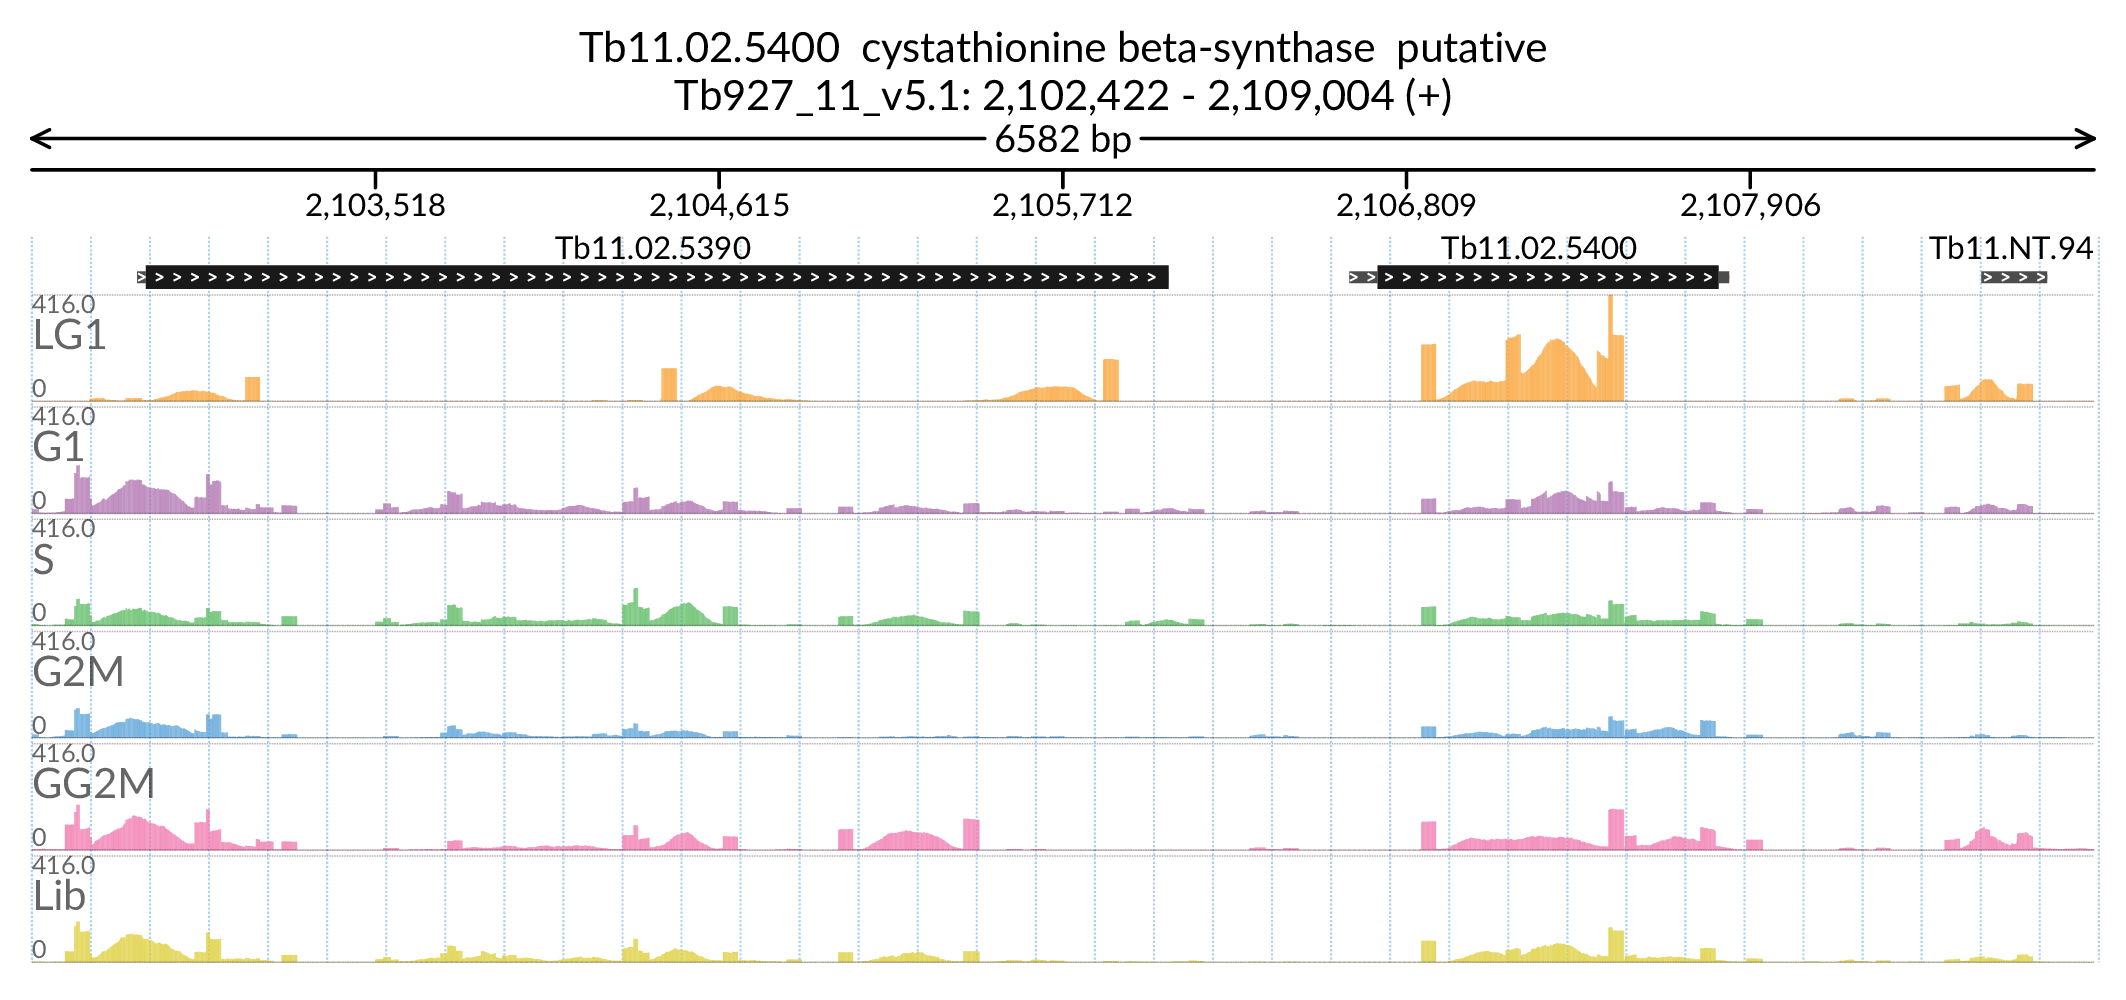 Tb11.02.5400  cystathionine beta-synthase  putative
Tb927_11_v5.1: 2,102,422 - 2,109,004 (+)
6582 bp
2,103,518 2,104,615 2,105,712 2,106,809 2,107,906
Tb11.02.5390 Tb11.02.5400 Tb11.NT.94
416.0
LG1
0
416.0
G1
0
416.0
S
0
416.0
G2M
0
416.0
GG2M
0
416.0
Lib
0